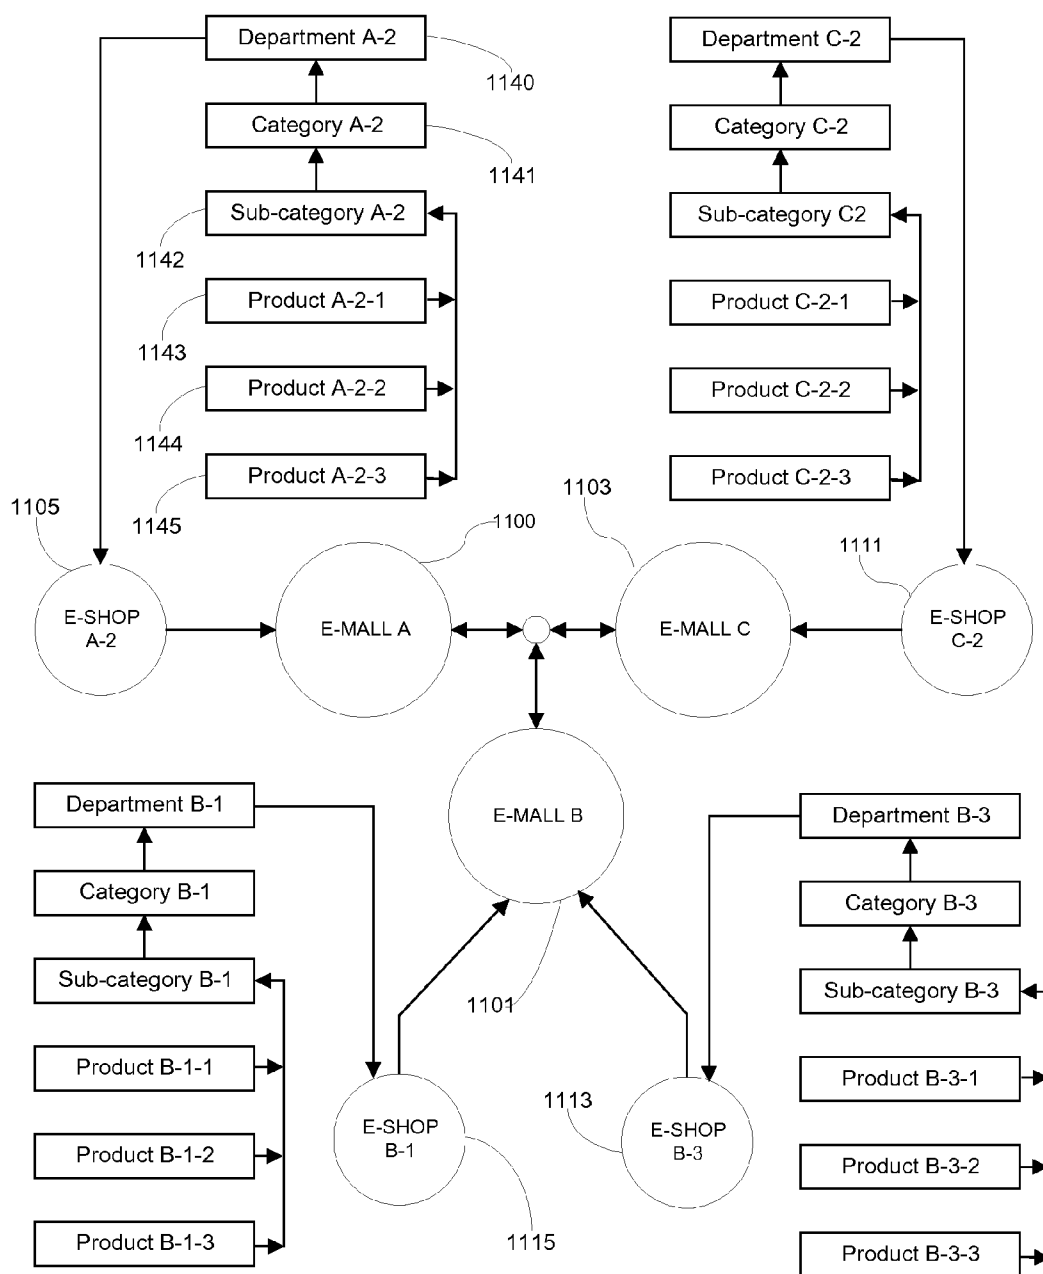 Department A-2
1140
Category A-2
1141
Sub-category A-2
1142
Product A-2-1
1143
Product A-2-2
1144
Product A-2-3
1145
Department C-2
Category C-2
Sub-category C2
Product C-2-1
Product C-2-2
Product C-2-3
1105
1100
1103
1111
E-SHOP
A-2
E-MALL A
E-MALL C
E-SHOP
C-2
E-MALL B
1101
Department B-1
Category B-1
Sub-category B-1
Product B-1-1
Product B-1-2
Product B-1-3
E-SHOP
B-1
1115
1113
E-SHOP
B-3
Department B-3
Category B-3
Sub-category B-3
Product B-3-1
Product B-3-2
Product B-3-3